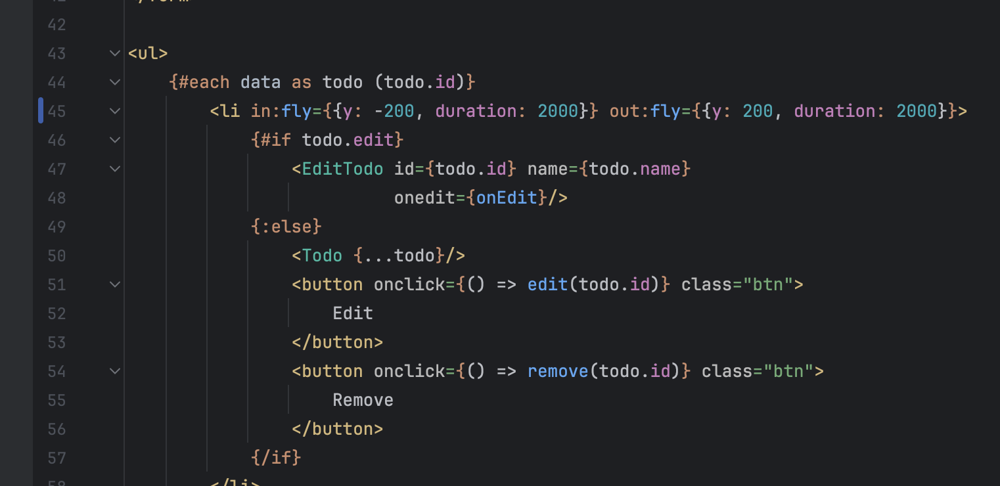 42
43 <ul>
44 {#each data as todo (todo.id)}
45 <li in:fly={{y: -200, duration: 2000}} out:fly={{y: 200, duration: 2000}}>
46 {#if todo.edit}
47 <EditTodo id={todo.id} name={todo.name}
48 onedit={onEdit}/>
49 {:else}
50 <Todo {...todo}/>
51 <button onclick={() => edit(todo.id)} class="btn">
52 Edit
53 </button>
54 <button onclick={() => remove(todo.id)} class="btn">
55 Remove
56 </button>
57 {/if}
58 </li>